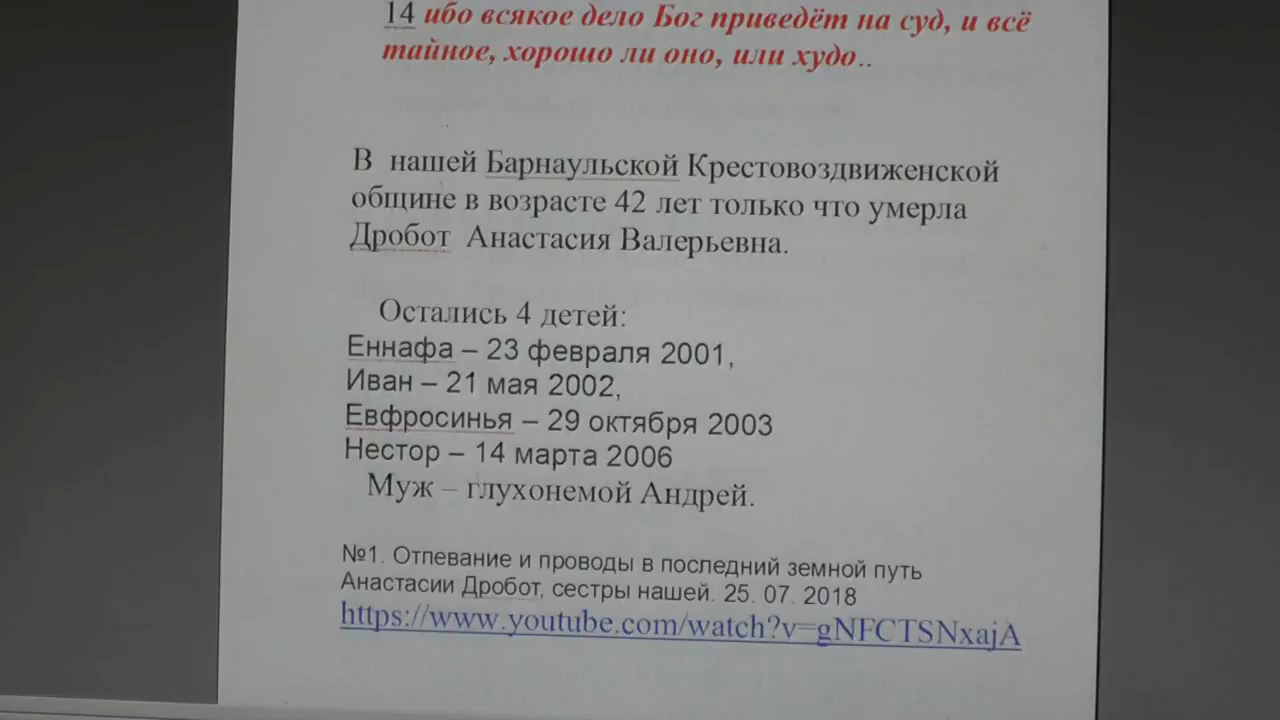 14 ибо всякое дело Бог приведёт на суд, и всё
тайное, хорошо ли оно, или худо..
В нашей Барнаульской Крестовоздвиженской
общине в возрасте 42 лет только что умерла
Дробот Анастасия Валерьевна.
Остались 4 детей:
Еннафа – 23 февраля 2001,
Иван – 21 мая 2002,
Евфросинья – 29 октября 2003
Нестор – 14 марта 2006
Муж – глухонемой Андрей.
№1. Отпевание и проводы в последний земной путь
Анастасии Дробот, сестры нашей. 25. 07. 2018
https://www.youtube.com/watch?v=gNFCTSNxajA